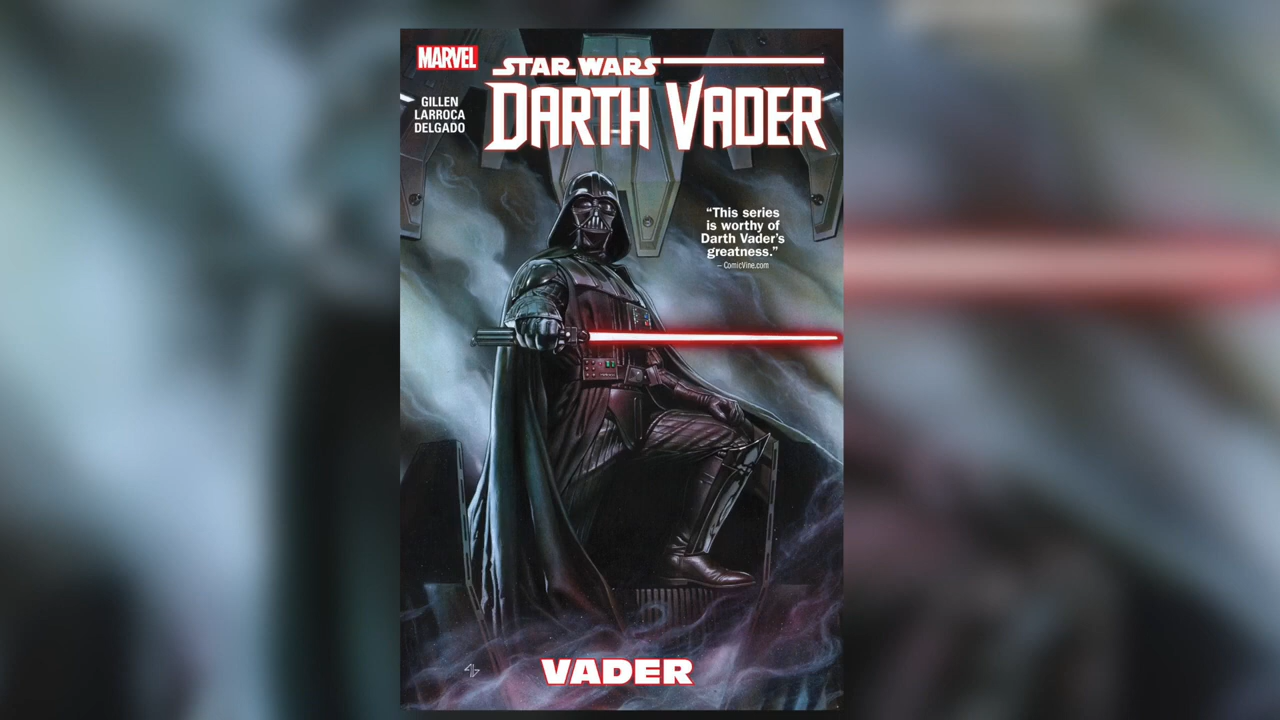 MARVEL
STAR WARS
DARTH VADER
GILLEN
LARROCA
DELGADO
“This series
is worthy of
Darth Vader’s
greatness.”
– ComicVine.com
VADER